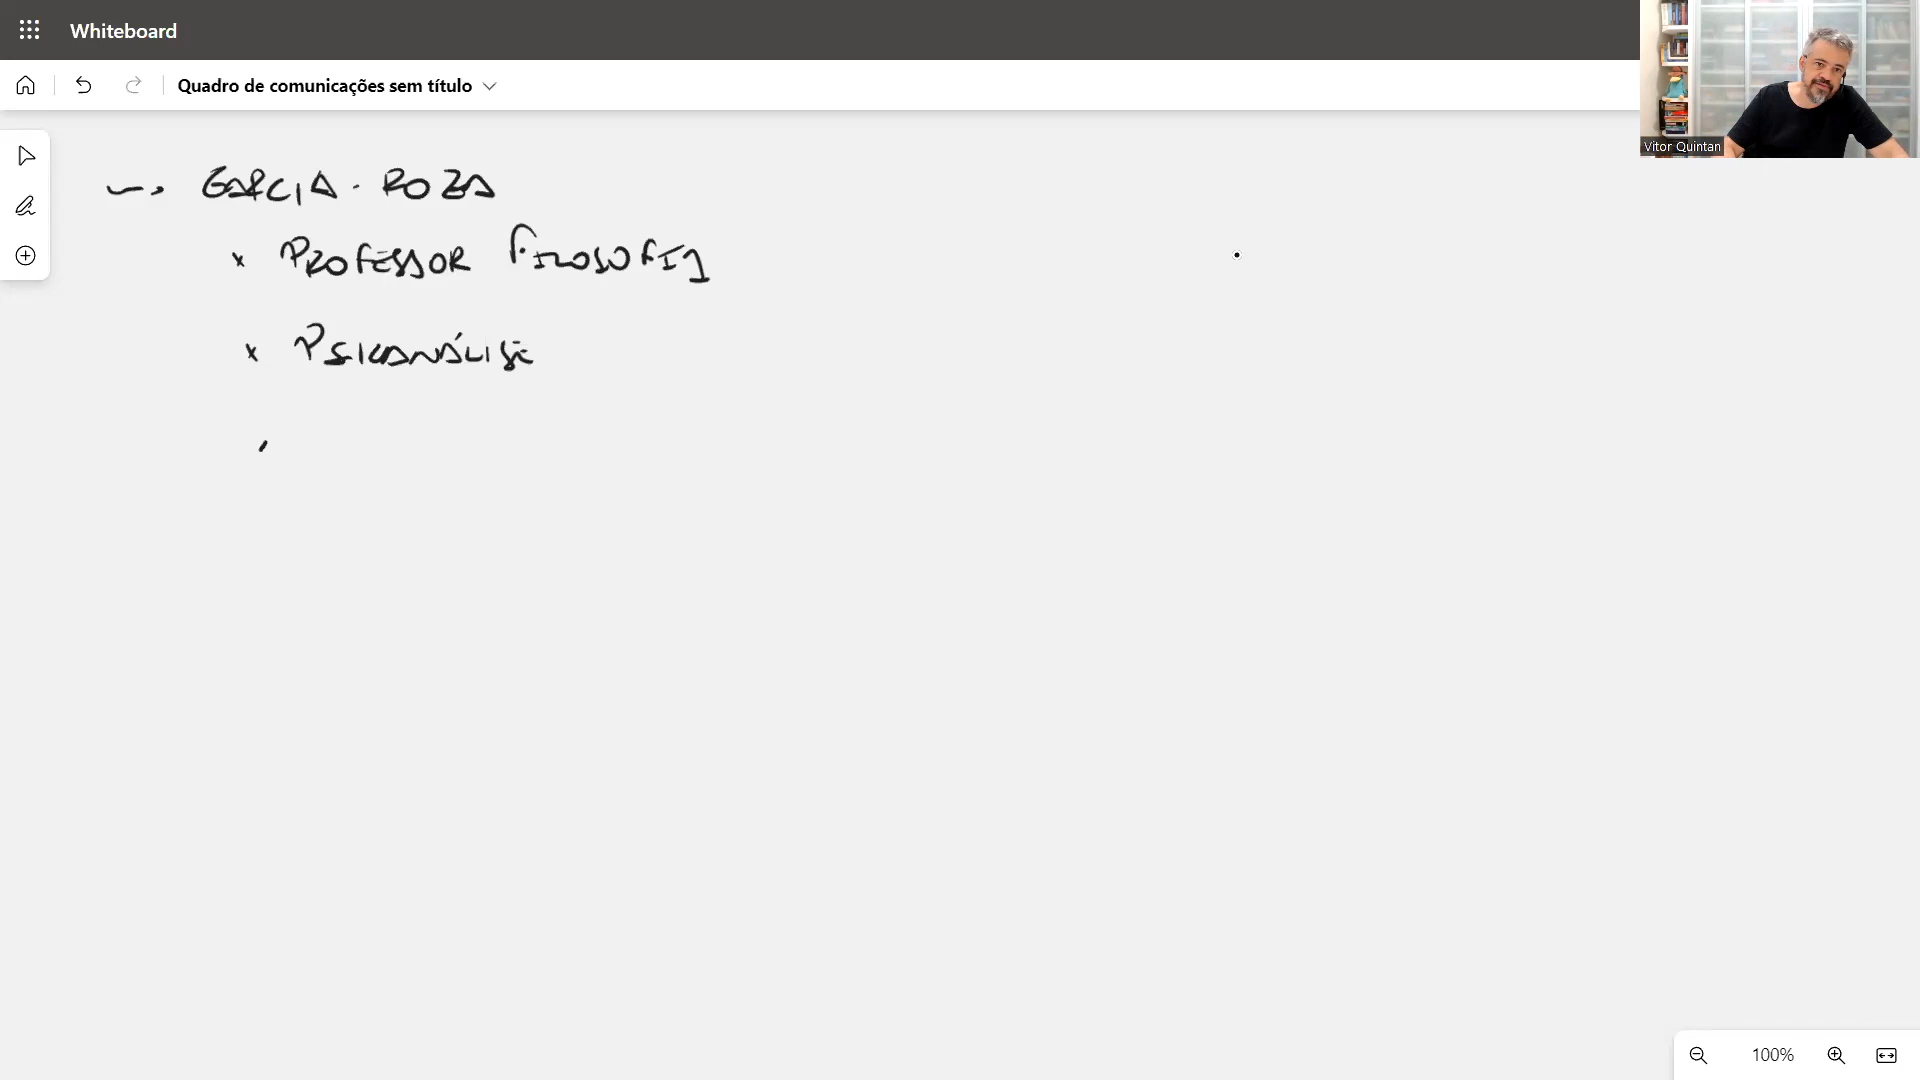 Whiteboard
Quadro de comunicações sem título
Vitor Quintan
GARCIA-ROZA
x PROFESSOR FILOSOFIA
x PSICANÁLISE
100%